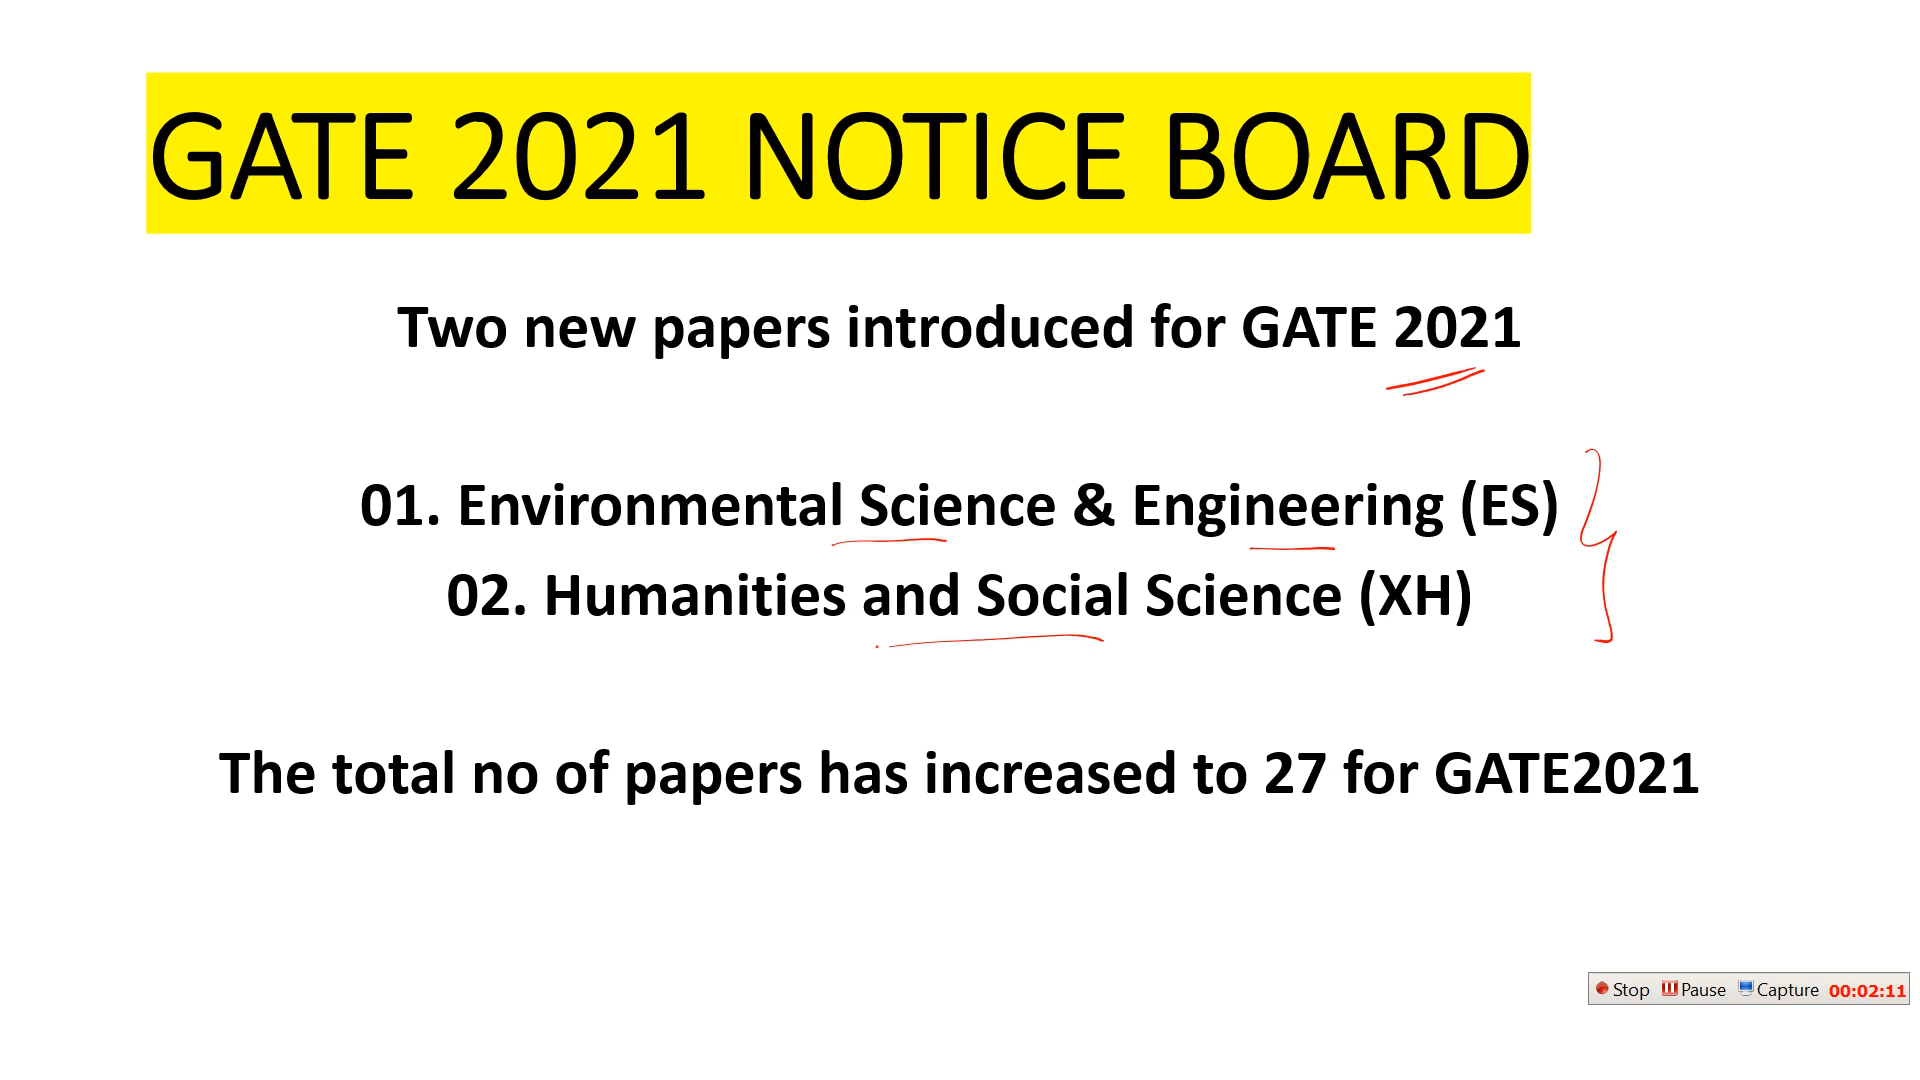 GATE 2021 NOTICE BOARD
Two new papers introduced for GATE 2021
01. Environmental Science & Engineering (ES)
02. Humanities and Social Science (XH)
The total no of papers has increased to 27 for GATE2021
Stop Pause Capture 00:02:11